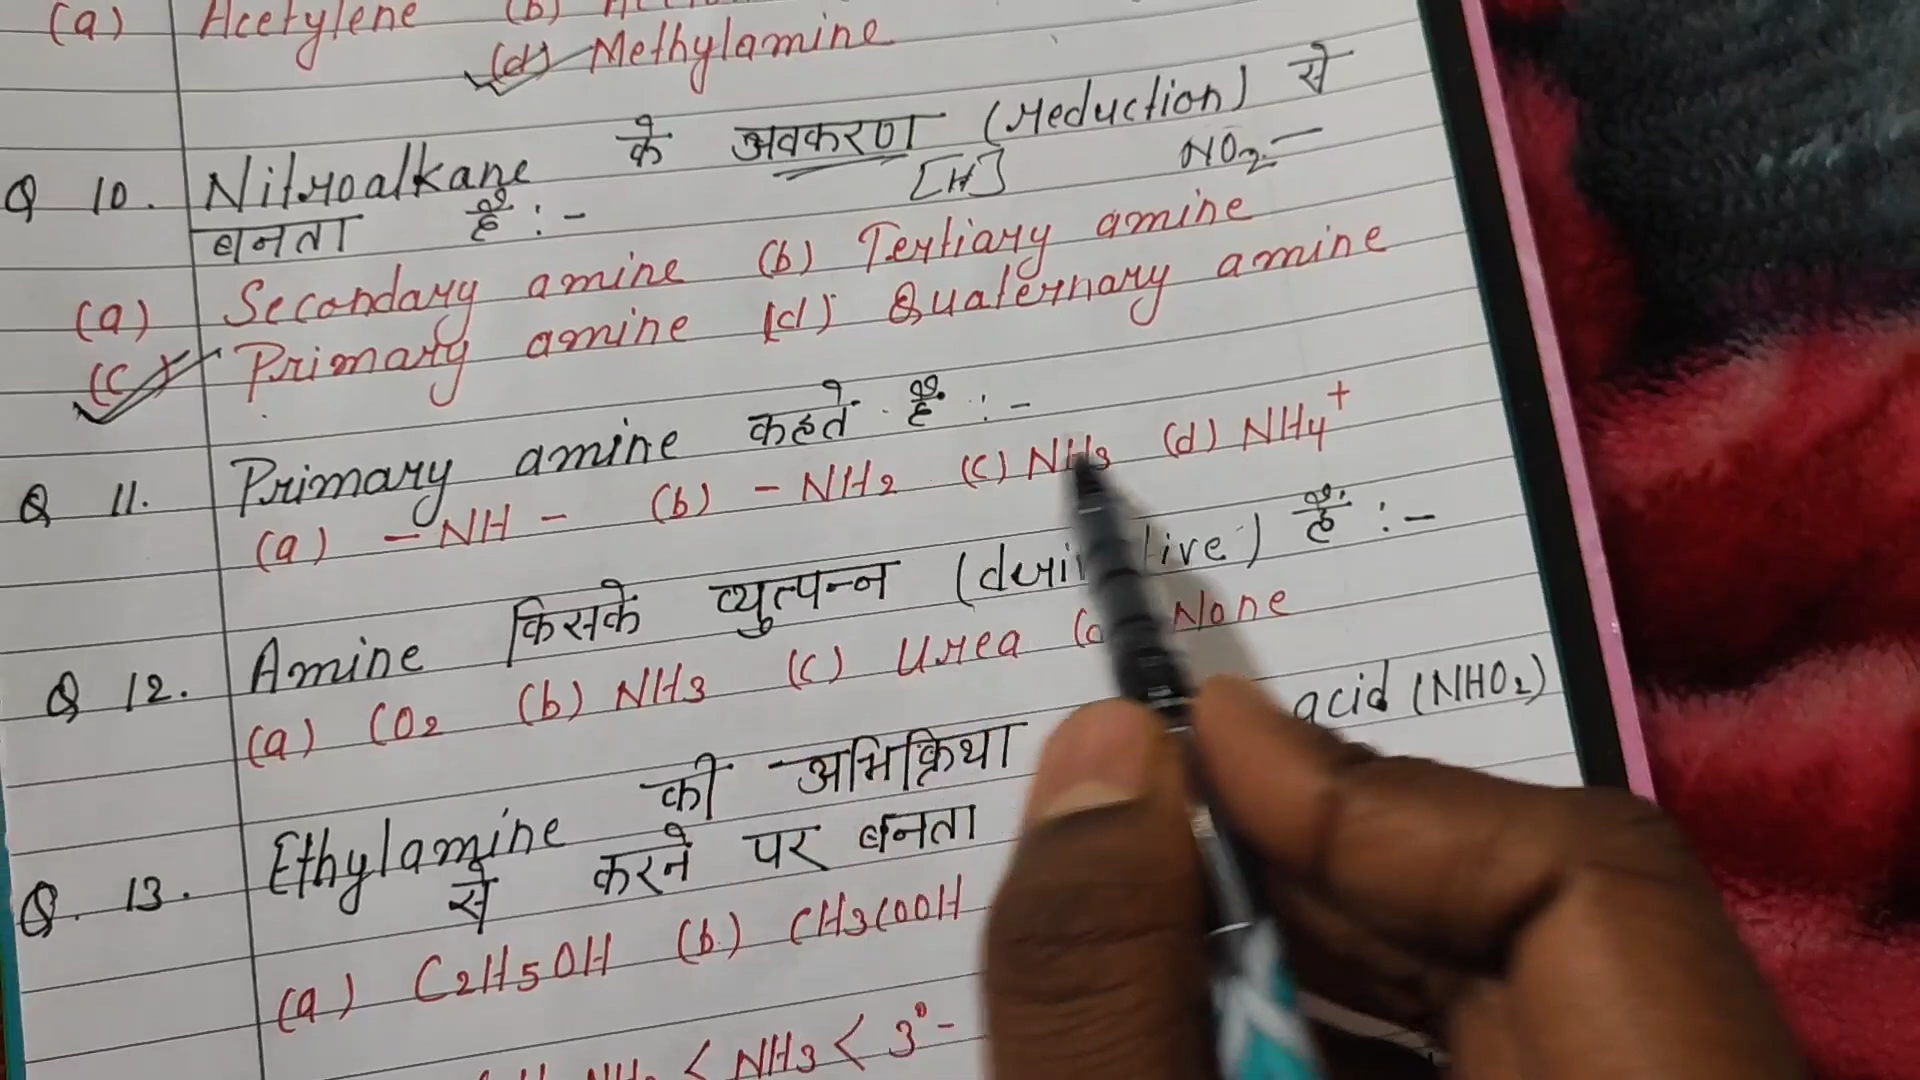 (a) Acetylene (b)
(d) Methylamine
Q 10. Nitroalkane के अवकरण (reduction) से
[H] NO2-
बनता है :-
(a) Secondary amine (b) Tertiary amine
(c) Primary amine (d) Quaternary amine
Q 11. Primary amine कहते हैं :-
(a) -NH- (b) -NH2 (c) NH3 (d) NH4+
Q 12. Amine किसके व्युत्पन्न (derivative) हैं :-
(a) CO2 (b) NH3 (c) Urea None
Q. 13. Ethylamine की अभिक्रिया acid (NHO2)
से करने पर बनता
(a) C2H5OH (b) CH3COOH
< NH3 < 3°-